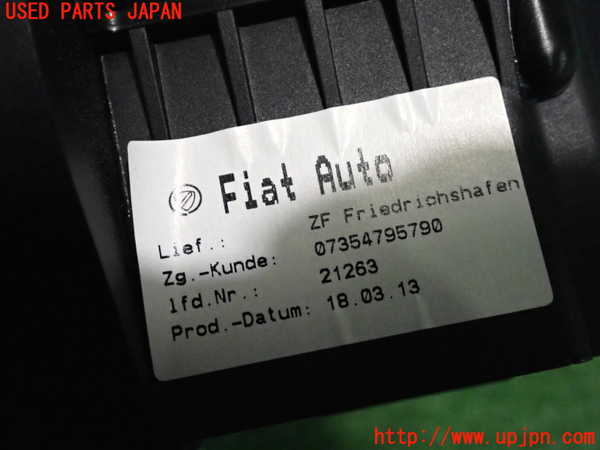 USED PARTS JAPAN
Fiat Auto
Lief.: ZF Friedrichshafen
Zg.-Kunde: 07354795790
lfd.Nr.: 21263
Prod.-Datum: 18.03.13
http://www.upjpn.com/